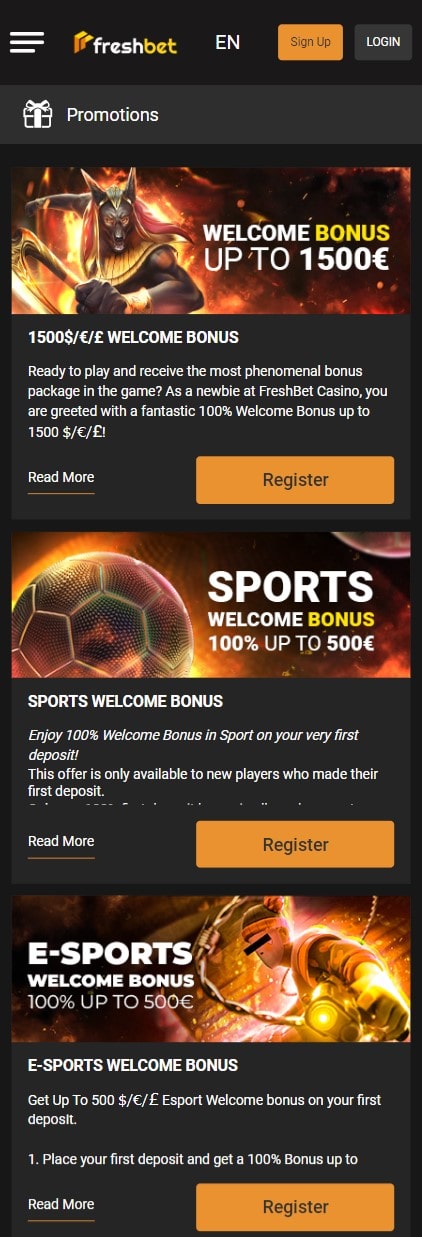 freshbet
EN
Sign Up
LOGIN
Promotions
WELCOME BONUS
UP TO 1500€
1500$/€/£ WELCOME BONUS
Ready to play and receive the most phenomenal bonus
package in the game? As a newbie at FreshBet Casino, you
are greeted with a fantastic 100% Welcome Bonus up to
1500 $/€/£!
Read More
Register
SPORTS
WELCOME BONUS
100% UP TO 500€
SPORTS WELCOME BONUS
Enjoy 100% Welcome Bonus in Sport on your very first
deposit!
This offer is only available to new players who made their
first deposit.
Read More
Register
E-SPORTS
WELCOME BONUS
100% UP TO 500€
E-SPORTS WELCOME BONUS
Get Up To 500 $/€/£ Esport Welcome bonus on your first
deposit.
1. Place your first deposit and get a 100% Bonus up to
Read More
Register